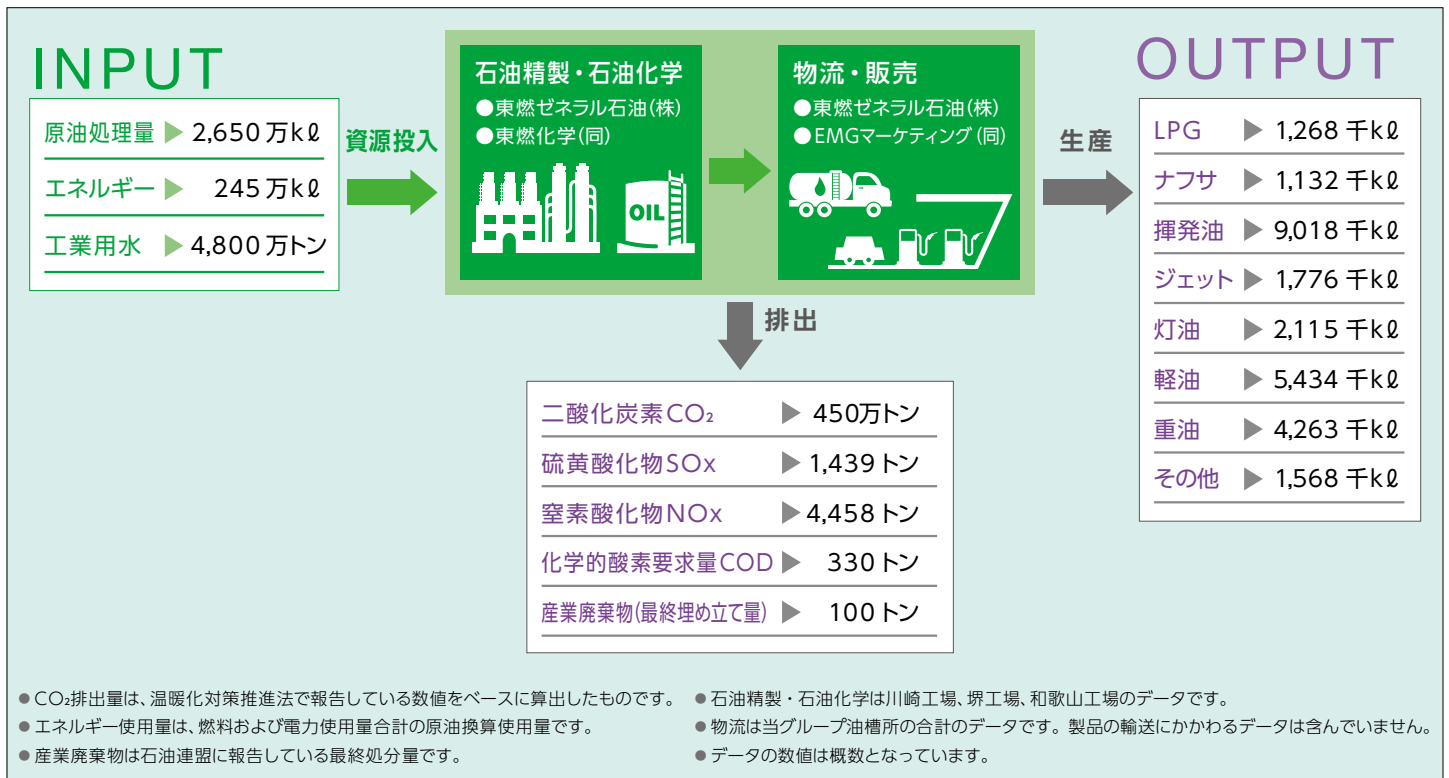 INPUT
原油処理量 ▶ 2,650 万kℓ
エネルギー ▶ 245 万kℓ
工業用水 ▶ 4,800 万トン
資源投入
石油精製・石油化学
●東燃ゼネラル石油(株)
●東燃化学(同)
OIL
物流・販売
●東燃ゼネラル石油(株)
●EMGマーケティング(同)
生産
OUTPUT
LPG ▶ 1,268 千kℓ
ナフサ ▶ 1,132 千kℓ
揮発油 ▶ 9,018 千kℓ
ジェット ▶ 1,776 千kℓ
灯油 ▶ 2,115 千kℓ
軽油 ▶ 5,434 千kℓ
重油 ▶ 4,263 千kℓ
その他 ▶ 1,568 千kℓ
排出
二酸化炭素CO₂ ▶ 450万トン
硫黄酸化物SOx ▶ 1,439 トン
窒素酸化物NOx ▶ 4,458 トン
化学的酸素要求量COD ▶ 330 トン
産業廃棄物(最終埋め立て量) ▶ 100 トン
●CO₂排出量は、温暖化対策推進法で報告している数値をベースに算出したものです。
●エネルギー使用量は、燃料および電力使用量合計の原油換算使用量です。
●産業廃棄物は石油連盟に報告している最終処分量です。
●石油精製・石油化学は川崎工場、堺工場、和歌山工場のデータです。
●物流は当グループ油槽所の合計のデータです。製品の輸送にかかわるデータは含んでいません。
●データの数値は概数となっています。